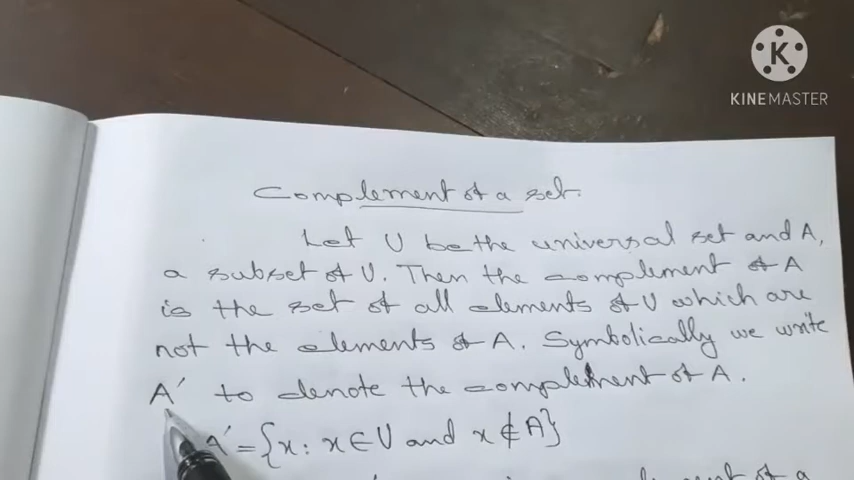 KINEMASTER
Complement of a set.
Let U be the universal set and A,
a subset of U. Then the complement of A
is the set of all elements of U which are
not the elements of A. Symbolically we write
A′ to denote the complement of A.
A′ = {x : x ∈ U and x ∉ A}
of a